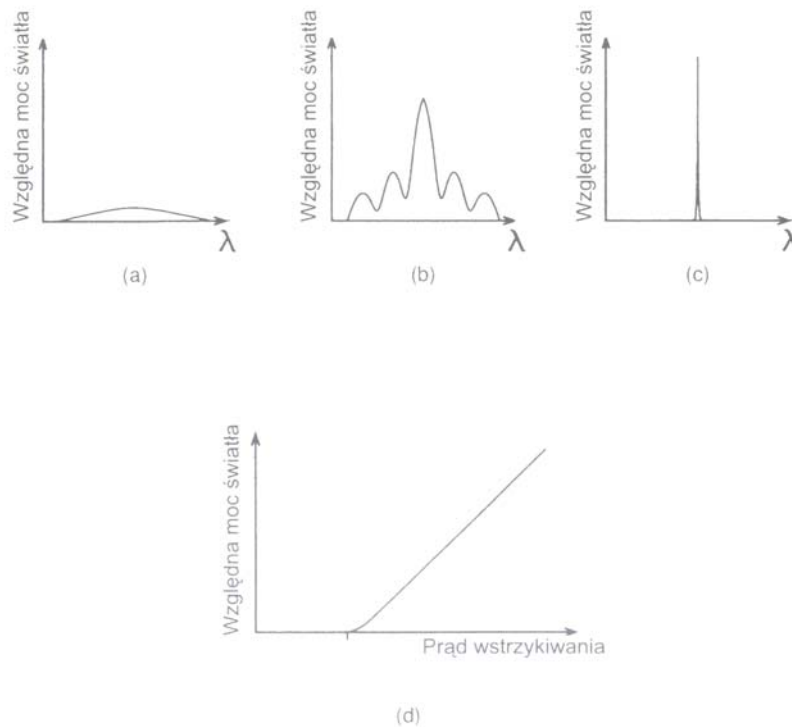 Względna moc światła
λ
(a)
Względna moc światła
λ
(b)
Względna moc światła
λ
(c)
Względna moc światła
Prąd wstrzykiwania
(d)